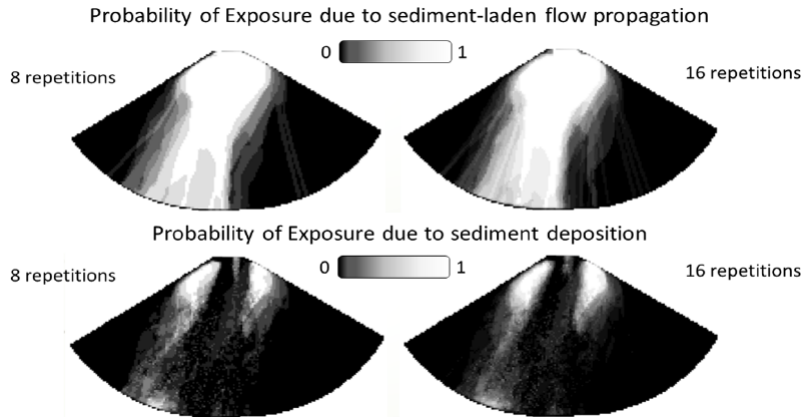 Probability of Exposure due to sediment-laden flow propagation
0 1
8 repetitions
16 repetitions
Probability of Exposure due to sediment deposition
0 1
8 repetitions
16 repetitions